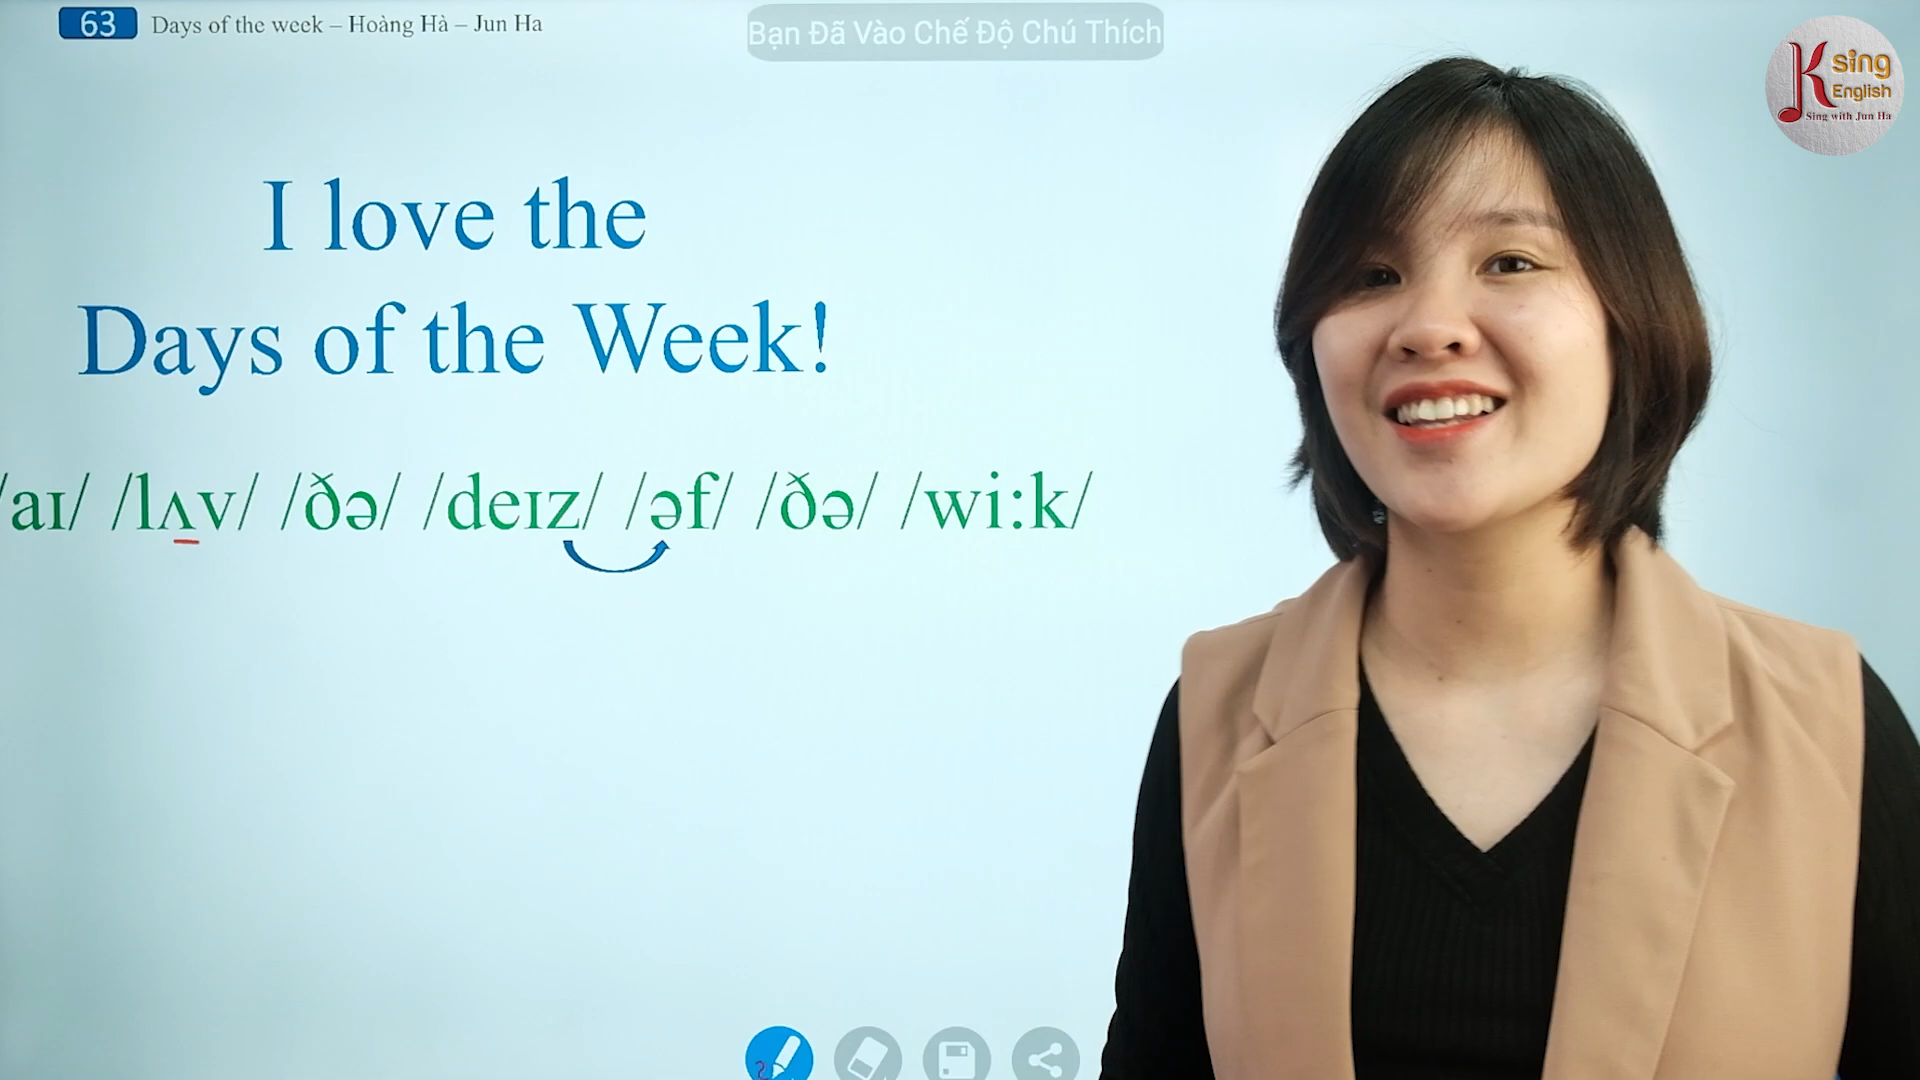 63 Days of the week – Hoàng Hà – Jun Ha
Bạn Đã Vào Chế Độ Chú Thích
K sing
English
Sing with Jun Ha
I love the
Days of the Week!
/aɪ/ /lʌv/ /ðə/ /deɪz/ /əf/ /ðə/ /wi:k/